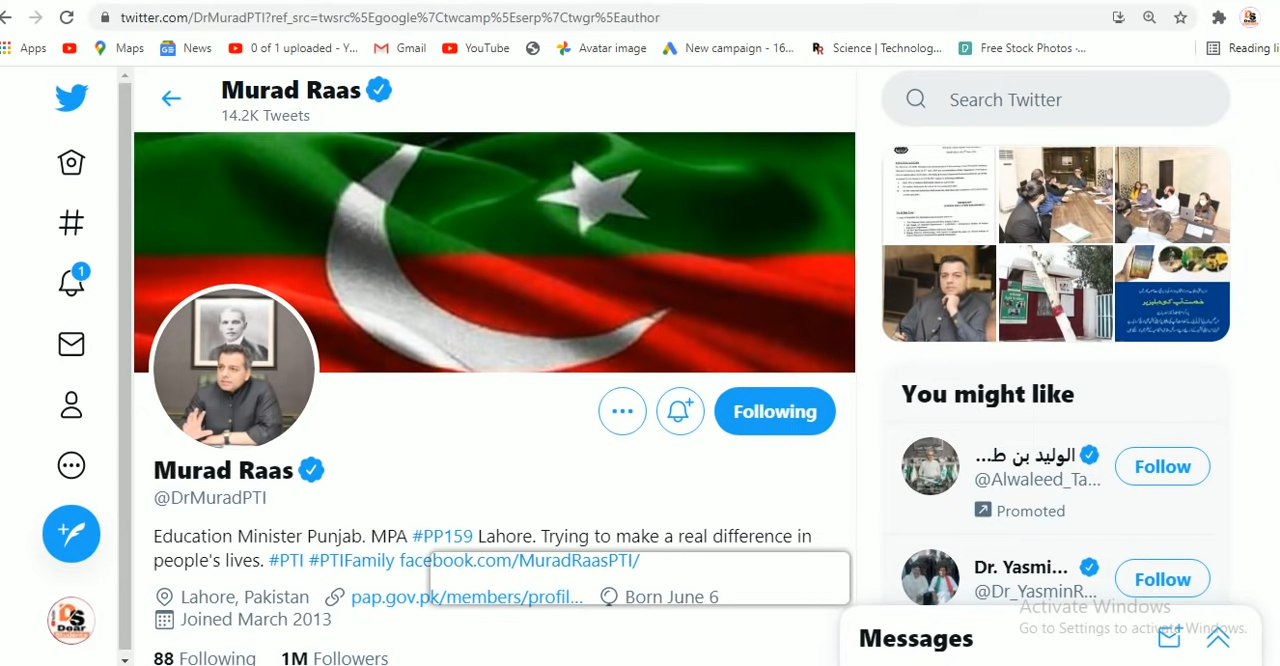 twitter.com/DrMuradPTI?ref_src=twsrc%5Egoogle%7Ctwcamp%5Eserp%7Ctwgr%5Eauthor
Apps
Maps
News
0 of 1 uploaded - Y...
Gmail
YouTube
Avatar image
New campaign - 16...
Science | Technolog...
Free Stock Photos ·...
Reading li
Murad Raas
14.2K Tweets
Search Twitter
1
Following
You might like
Murad Raas
@DrMuradPTI
الوليد بن ط...
@Alwaleed_Ta...
Follow
Promoted
Education Minister Punjab. MPA #PP159 Lahore. Trying to make a real difference in
people's lives. #PTI #PTIFamily facebook.com/MuradRaasPTI/
Lahore, Pakistan
pap.gov.pk/members/profil...
Born June 6
Joined March 2013
88 Following
1M Followers
Dr. Yasmi...
@Dr_YasminR...
Follow
Activate Windows
Go to Settings to activate Windows.
Messages